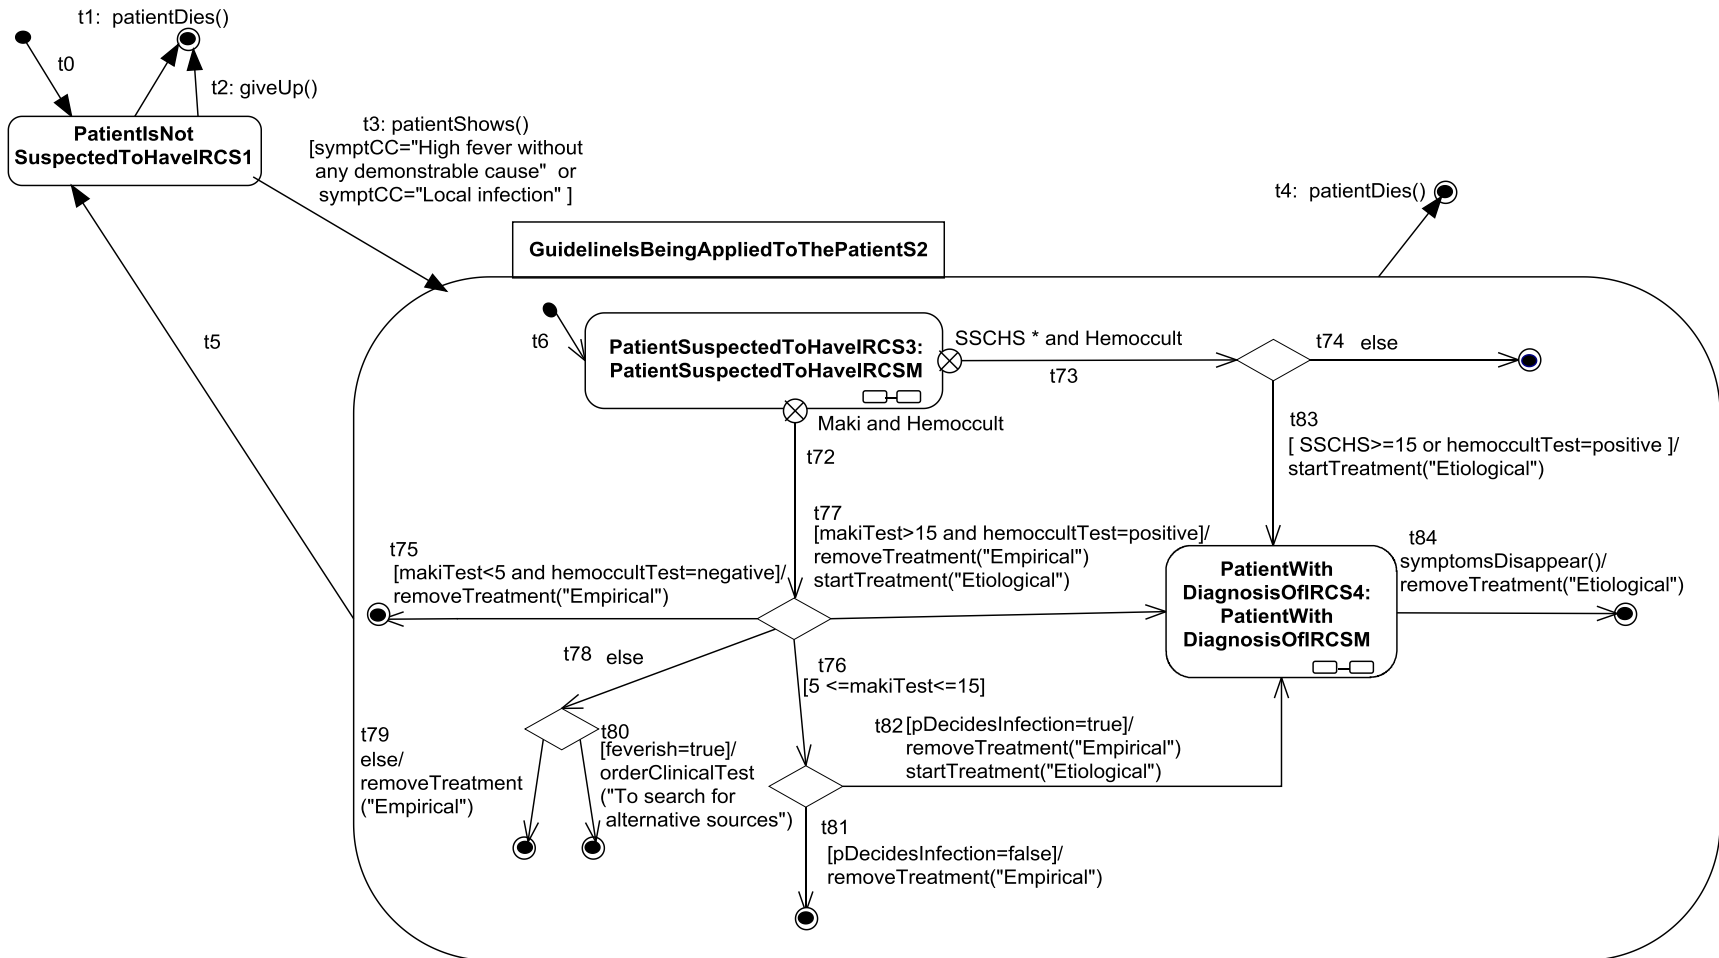 t1:  patientDies()
t0
t2: giveUp()
PatientIsNot
SuspectedToHaveIRCS1
t3: patientShows()
[symptCC="High fever without
any demonstrable cause"  or
symptCC="Local infection" ]
t4:  patientDies()
GuidelineIsBeingAppliedToThePatientS2
t5
t6
PatientSuspectedToHaveIRCS3:
PatientSuspectedToHaveIRCSM
SSCHS * and Hemoccult
t73
t74  else
Maki and Hemoccult
t72
t83
[ SSCHS>=15 or hemoccultTest=positive ]/
startTreatment("Etiological")
t77
[makiTest>15 and hemoccultTest=positive]/
removeTreatment("Empirical")
startTreatment("Etiological")
t75
[makiTest<5 and hemoccultTest=negative]/
removeTreatment("Empirical")
t84
symptomsDisappear()/
removeTreatment("Etiological")
PatientWith
DiagnosisOfIRCS4:
PatientWith
DiagnosisOfIRCSM
t78  else
t76
[5 <=makiTest<=15]
t79
else/
removeTreatment
("Empirical")
t80
[feverish=true]/
orderClinicalTest
("To search for
alternative sources")
t82 [pDecidesInfection=true]/
removeTreatment("Empirical")
startTreatment("Etiological")
t81
[pDecidesInfection=false]/
removeTreatment("Empirical")